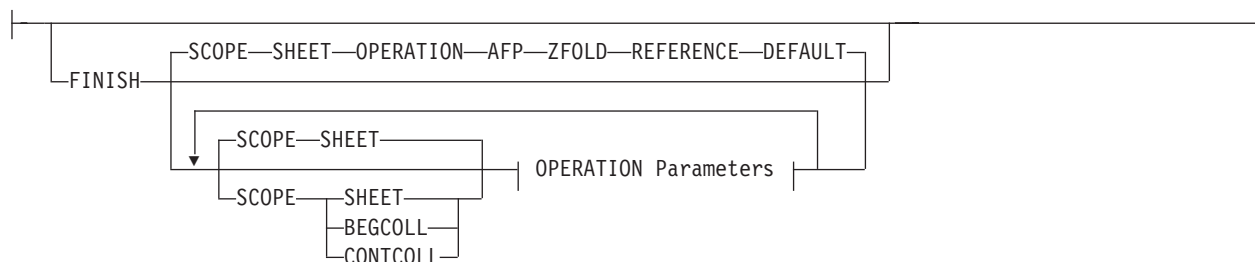 SCOPE SHEET OPERATION AFP ZFOLD REFERENCE DEFAULT
FINISH
SCOPE SHEET
OPERATION Parameters
SCOPE SHEET
BEGCOLL
CONTCOLL